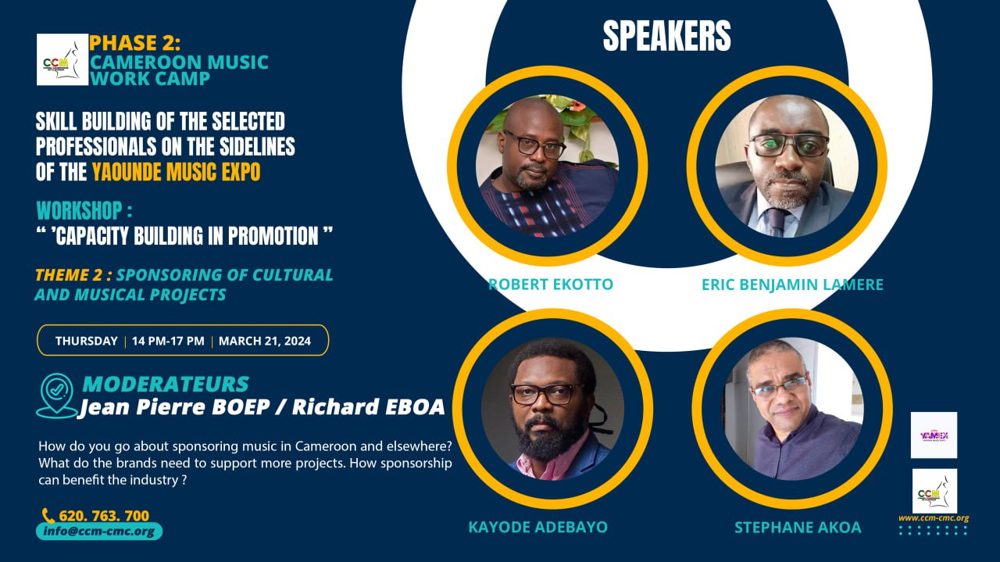 CCM
PHASE 2:
CAMEROON MUSIC
WORK CAMP
SKILL BUILDING OF THE SELECTED
PROFESSIONALS ON THE SIDELINES
OF THE YAOUNDE MUSIC EXPO
WORKSHOP :
“ ’CAPACITY BUILDING IN PROMOTION ”
THEME 2 : SPONSORING OF CULTURAL
AND MUSICAL PROJECTS
THURSDAY | 14 PM-17 PM | MARCH 21, 2024
MODERATEURS
Jean Pierre BOEP / Richard EBOA
How do you go about sponsoring music in Cameroon and elsewhere?
What do the brands need to support more projects. How sponsorship
can benefit the industry ?
620. 763. 700
info@ccm-cmc.org
SPEAKERS
ROBERT EKOTTO
ERIC BENJAMIN LAMERE
KAYODE ADEBAYO
STEPHANE AKOA
YAMEX
CCM
www.ccm-cmc.org